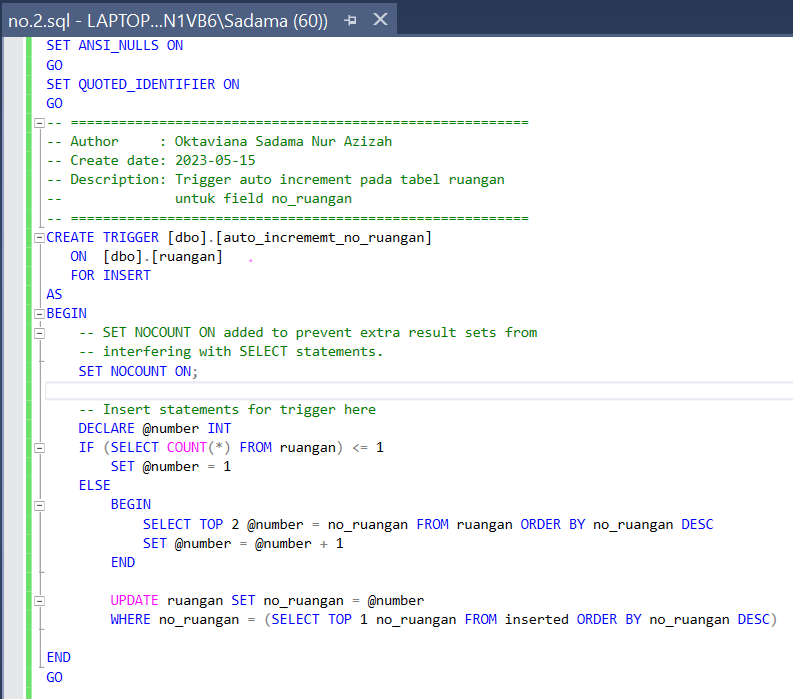 no.2.sql - LAPTOP...N1VB6\Sadama (60))
SET ANSI_NULLS ON
GO
SET QUOTED_IDENTIFIER ON
GO
-- =========================================================
-- Author     : Oktaviana Sadama Nur Azizah
-- Create date: 2023-05-15
-- Description: Trigger auto increment pada tabel ruangan
--              untuk field no_ruangan
-- =========================================================
CREATE TRIGGER [dbo].[auto_incrememt_no_ruangan]
   ON  [dbo].[ruangan]   .
   FOR INSERT
AS
BEGIN
    -- SET NOCOUNT ON added to prevent extra result sets from
    -- interfering with SELECT statements.
    SET NOCOUNT ON;
    -- Insert statements for trigger here
    DECLARE @number INT
    IF (SELECT COUNT(*) FROM ruangan) <= 1
        SET @number = 1
    ELSE
        BEGIN
            SELECT TOP 2 @number = no_ruangan FROM ruangan ORDER BY no_ruangan DESC
            SET @number = @number + 1
        END
        UPDATE ruangan SET no_ruangan = @number
        WHERE no_ruangan = (SELECT TOP 1 no_ruangan FROM inserted ORDER BY no_ruangan DESC)
END
GO